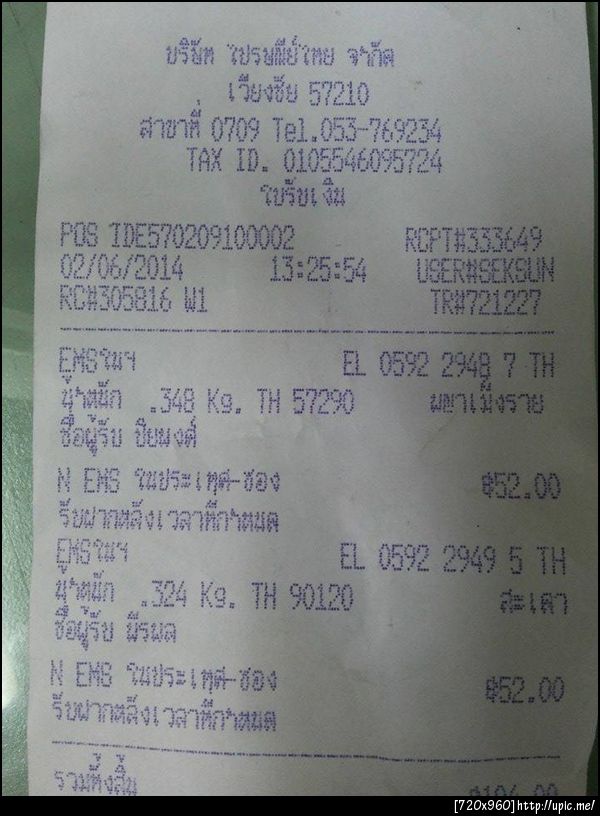 บริษัท ไปรษณีย์ไทย จำกัด
เวียงชัย 57210
สาขาที่ 0709 Tel.053-769234
TAX ID. 0105546095724
ใบรับเงิน
POS IDE570209100002 RCPT#333649
02/06/2014 13:25:54 USER#SEKSUN
RC#305816 W1 TR#721227
EMSในฯ EL 0592 2948 7 TH
น้ำหนัก .348 Kg. TH 57290 พญาเม็งราย
ชื่อผู้รับ ปิยพงศ์
N EMS ในประเทศ-ซอง ฿52.00
รับฝากหลังเวลาที่กำหนด
EMSในฯ EL 0592 2949 5 TH
น้ำหนัก .324 Kg. TH 90120 สะเดา
ชื่อผู้รับ พีรพล
N EMS ในประเทศ-ซอง ฿52.00
รับฝากหลังเวลาที่กำหนด
รวมทั้งสิ้น ฿104.00
[720x960]http://upic.me/